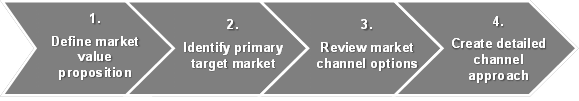 1.
Define market
value
proposition
2.
Identify primary
target market
3.
Review market
channel options
4.
Create detailed
channel
approach